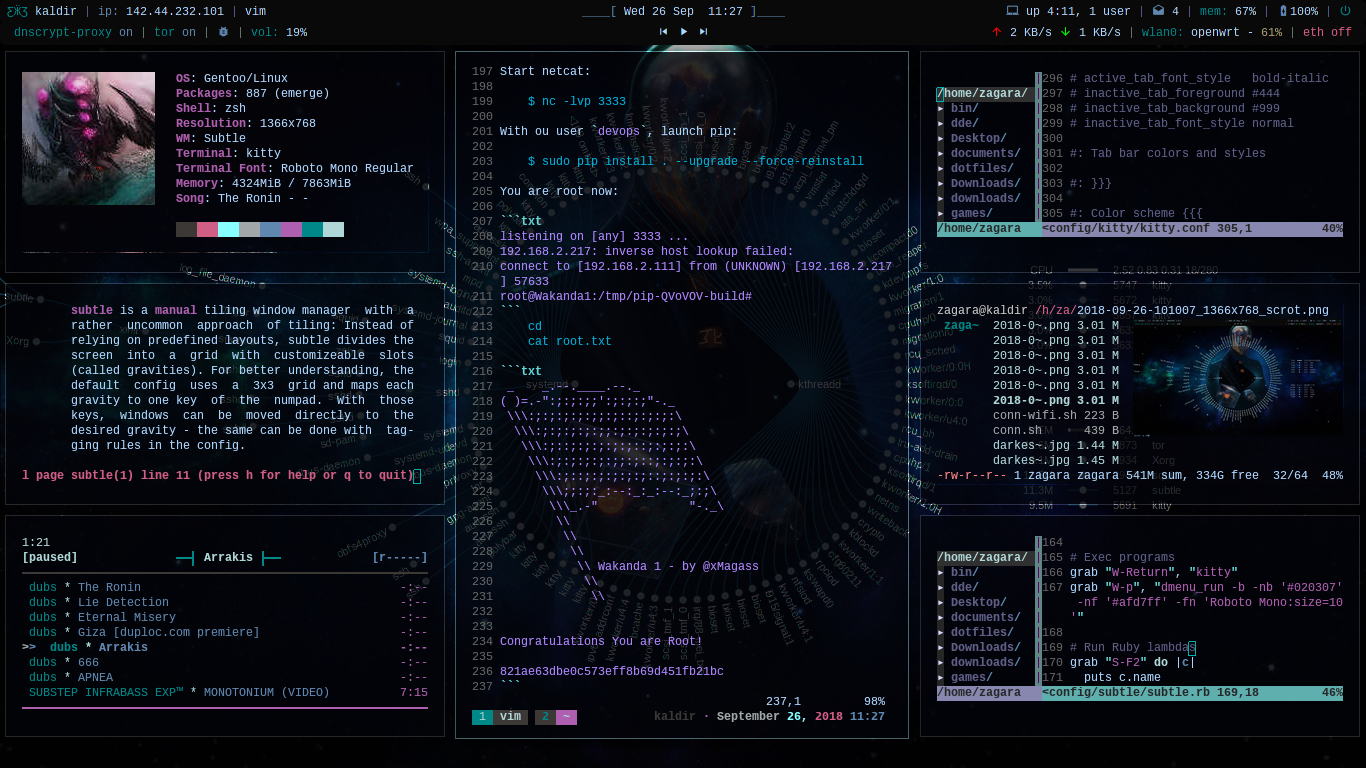 kaldir | ip: 142.44.232.101 | vim
____[ Wed 26 Sep  11:27 ]____
up 4:11, 1 user | 4 | mem: 67% | 100% |
dnscrypt-proxy on | tor on | | vol: 19%
2 KB/s 1 KB/s | wlan0: openwrt - 61% | eth off
OS: Gentoo/Linux
Packages: 887 (emerge)
Shell: zsh
Resolution: 1366x768
WM: Subtle
Terminal: kitty
Terminal Font: Roboto Mono Regular
Memory: 4324MiB / 7863MiB
Song: The Ronin - -
subtle is a manual tiling window manager with a
rather uncommon approach of tiling: Instead of
relying on predefined layouts, subtle divides the
screen into a grid with customizeable slots
(called gravities). For better understanding, the
default config uses a 3x3 grid and maps each
gravity to one key of the numpad. With those
keys, windows can be moved directly to the
desired gravity - the same can be done with tag-
ging rules in the config.
l page subtle(1) line 11 (press h for help or q to quit)
1:21
[paused] Arrakis [r-----]
dubs * The Ronin -:--
dubs * Lie Detection -:--
dubs * Eternal Misery -:--
dubs * Giza [duploc.com premiere] -:--
>> dubs * Arrakis -:--
dubs * 666 -:--
dubs * APNEA -:--
SUBSTEP INFRABASS EXP™ * MONOTONIUM (VIDEO) 7:15
197 Start netcat:
198
199     $ nc -lvp 3333
200
201 With ou user `devops`, launch pip:
202
203     $ sudo pip install . --upgrade --force-reinstall
204
205 You are root now:
206
207 ```txt
208 listening on [any] 3333 ...
209 192.168.2.217: inverse host lookup failed:
210 connect to [192.168.2.111] from (UNKNOWN) [192.168.2.217
] 57633
211 root@Wakanda1:/tmp/pip-QVoVOV-build#
212 ```
213     cd
214     cat root.txt
215
216 ```txt
217  _    _.--.____.--._
218 ( )=.-":;:;:;;':;:;:;"-._
219  \\\:;:;:;:;:;;:;::;:;:;:\
220   \\\:;:;:;:;:;;:;:;:;:;:;\
221    \\\:;:;:;:;:;:;:;:;:;:;:\
222     \\\:;:;:;:;:;;:;:;:;:;:;\
223      \\\:;::;:;:;:;:;:;:;:;:;:\
224       \\\;;:;:_:--:_:_:--:_;:;\
225        \\\_.-"             "-._\
226         \\
227          \\
228           \\
229            \\ Wakanda 1 - by @xMagass
230             \\
231              \\
232
233
234 Congratulations You are Root!
235
236 821ae63dbe0c573eff8b69d451fb21bc
237 ```
237,1 98%
1 vim 2 ~ kaldir · September 26, 2018 11:27
296 # active_tab_font_style   bold-italic
/home/zagara/ 297 # inactive_tab_foreground #444
▸ bin/ 298 # inactive_tab_background #999
▸ dde/ 299 # inactive_tab_font_style normal
▸ Desktop/ 300
▸ documents/ 301 #: Tab bar colors and styles
▸ dotfiles/ 302
▸ Downloads/ 303 #: }}}
▸ downloads/ 304
▸ games/ 305 #: Color scheme {{{
/home/zagara <config/kitty/kitty.conf 305,1 40%
zagara@kaldir /h/za/2018-09-26-101007_1366x768_scrot.png
zaga~ 2018-0~.png 3.01 M
2018-0~.png 3.01 M
2018-0~.png 3.01 M
2018-0~.png 3.01 M
2018-0~.png 3.01 M
2018-0~.png 3.01 M
2018-0~.png 3.01 M
conn-wifi.sh 223 B
conn.sh 439 B
darkes~.jpg 1.44 M
darkes~.jpg 1.45 M
-rw-r--r-- 1 zagara zagara 541M sum, 334G free  32/64  48%
164
/home/zagara/ 165 # Exec programs
▸ bin/ 166 grab "W-Return", "kitty"
▸ dde/ 167 grab "W-p", "dmenu_run -b -nb '#020307'
▸ Desktop/ -nf '#afd7ff' -fn 'Roboto Mono:size=10
▸ documents/ '"
▸ dotfiles/ 168
▸ Downloads/ 169 # Run Ruby lambdas
▸ downloads/ 170 grab "S-F2" do |c|
▸ games/ 171   puts c.name
/home/zagara <config/subtle/subtle.rb 169,18 46%
systemd
kthreadd